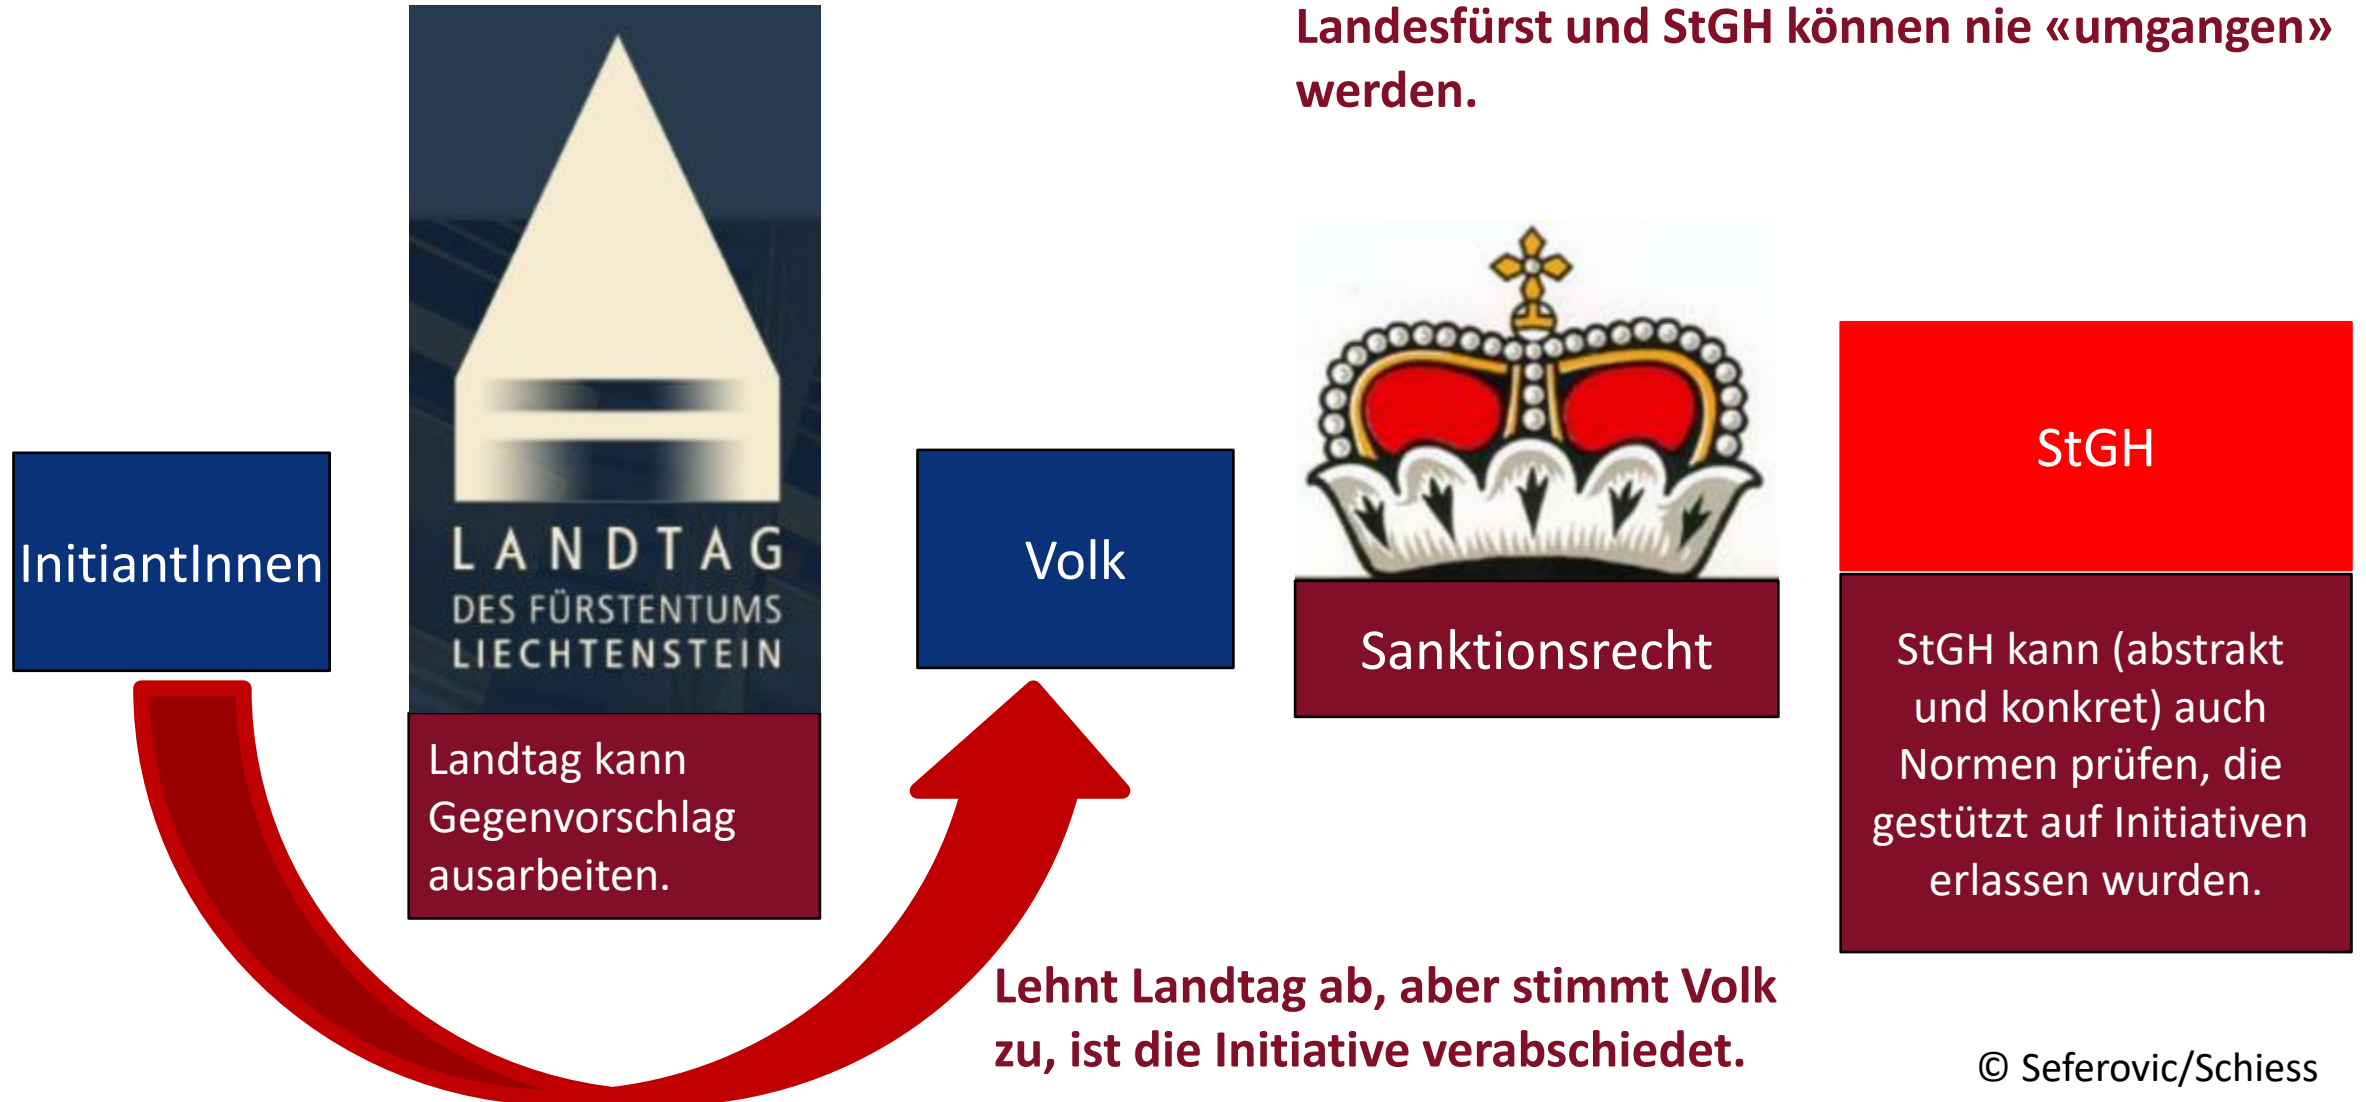 Landesfürst und StGH können nie «umgangen»
werden.
InitiantInnen
LANDTAG
DES FÜRSTENTUMS
LIECHTENSTEIN
Landtag kann
Gegenvorschlag
ausarbeiten.
Volk
Sanktionsrecht
StGH
StGH kann (abstrakt
und konkret) auch
Normen prüfen, die
gestützt auf Initiativen
erlassen wurden.
Lehnt Landtag ab, aber stimmt Volk
zu, ist die Initiative verabschiedet.
© Seferovic/Schiess